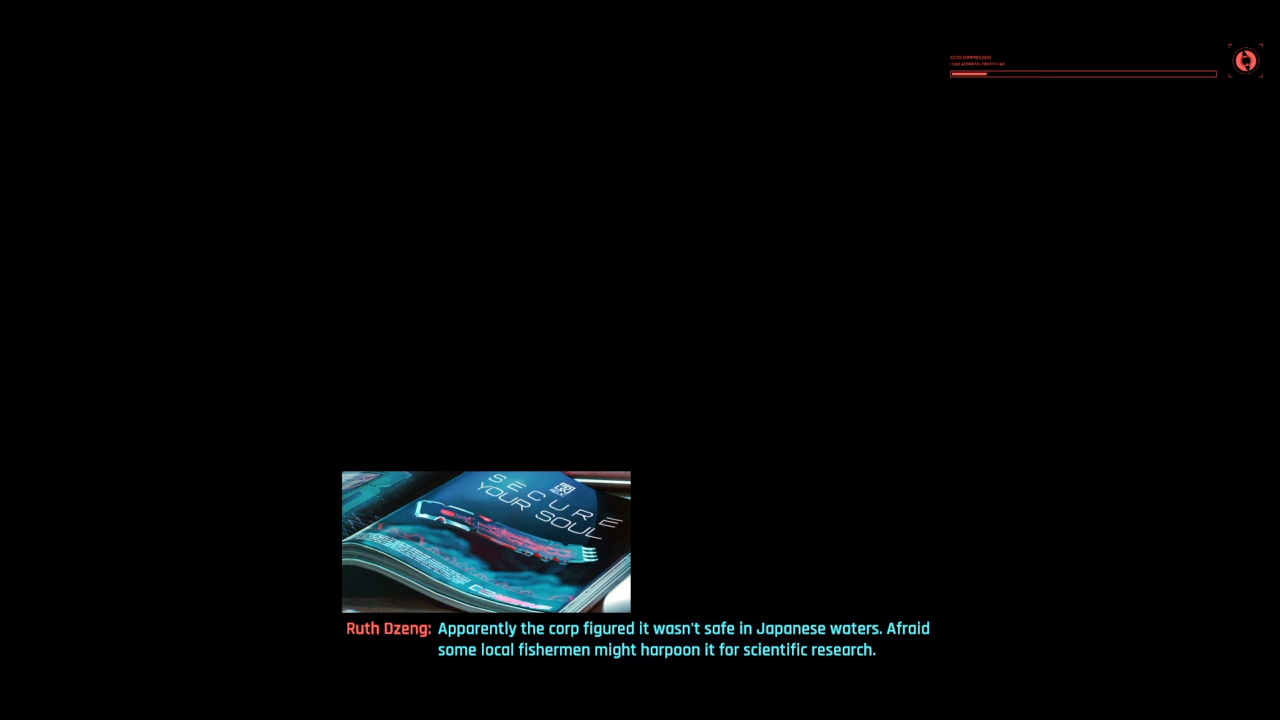 SECURE
YOUR SOUL
Ruth Dzeng: Apparently the corp figured it wasn't safe in Japanese waters. Afraid
some local fishermen might harpoon it for scientific research.